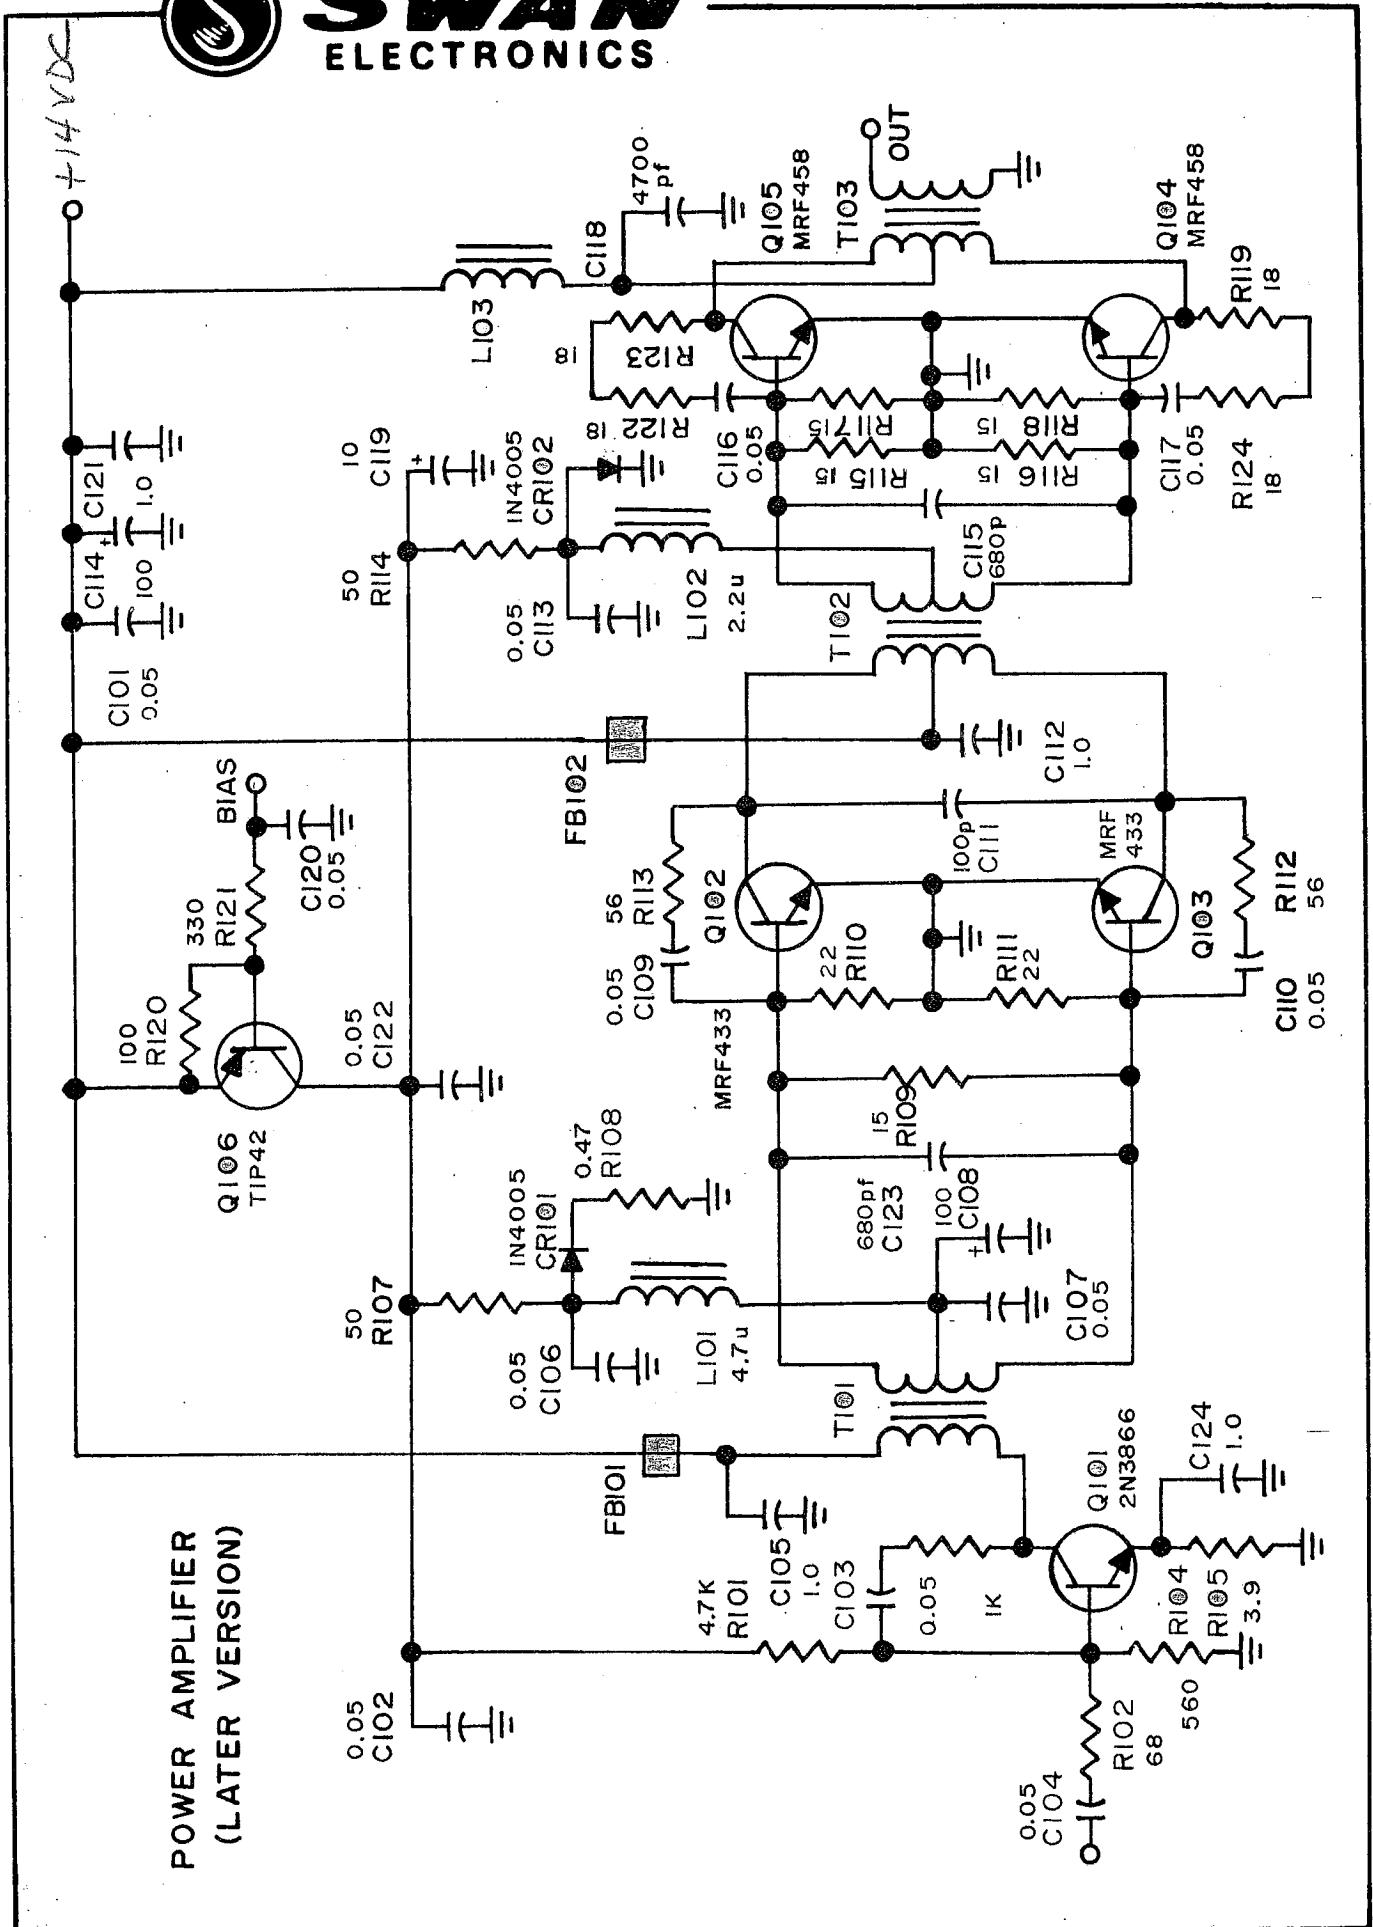 SWAN
ELECTRONICS
+14VDC
POWER AMPLIFIER
(LATER VERSION)
C101
0.05
C114
+
100
C121
1.0
BIAS
330
R121
C120
0.05
100
R120
Q106
TIP42
0.05
C122
0.05
C102
50
R107
50
R114
10
C119
+
1N4005
CR101
0.47
R108
0.05
C106
L101
4.7u
FB101
C105
1.0
4.7K
R101
C103
0.05
1K
0.05
C104
R102
68
560
R104
R105
3.9
Q101
2N3866
C124
1.0
T101
C107
0.05
100
C108
+
680pf
C123
15
R109
MRF433
0.05
C109
56
R113
Q102
22
R110
R111
22
100p
C111
MRF
433
Q103
C110
0.05
R112
56
FB102
C112
1.0
T102
0.05
C113
1N4005
CR102
L102
2.2u
C115
680p
C116
0.05
R115 15
R117 15
R116 15
R118 15
C117
0.05
R124
18
R119
18
R122 18
R123
18
L103
C118
4700
pf
Q105
MRF458
T103
OUT
Q104
MRF458